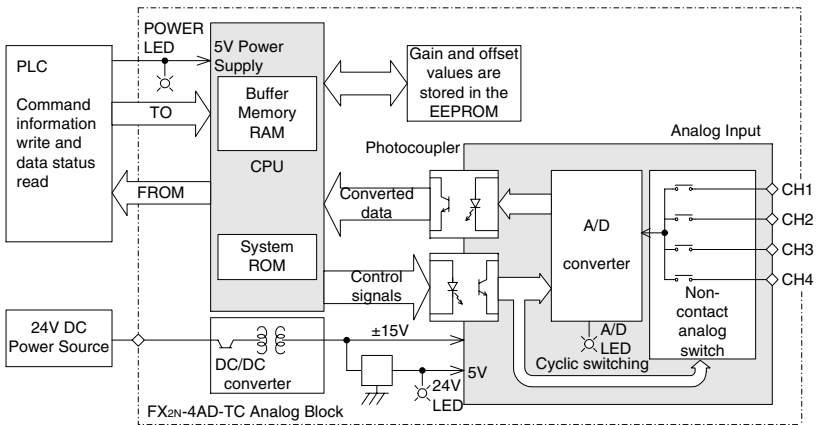 POWER
LED
PLC
Command
information
write and
data status
read
TO
FROM
5V Power
Supply
Buffer
Memory
RAM
CPU
System
ROM
Gain and offset
values are
stored in the
EEPROM
Analog Input
Photocoupler
Converted
data
Control
signals
A/D
converter
CH1
CH2
CH3
CH4
Non-
contact
analog
switch
A/D
LED
Cyclic switching
24V DC
Power Source
DC/DC
converter
±15V
5V
24V
LED
FX2N-4AD-TC Analog Block